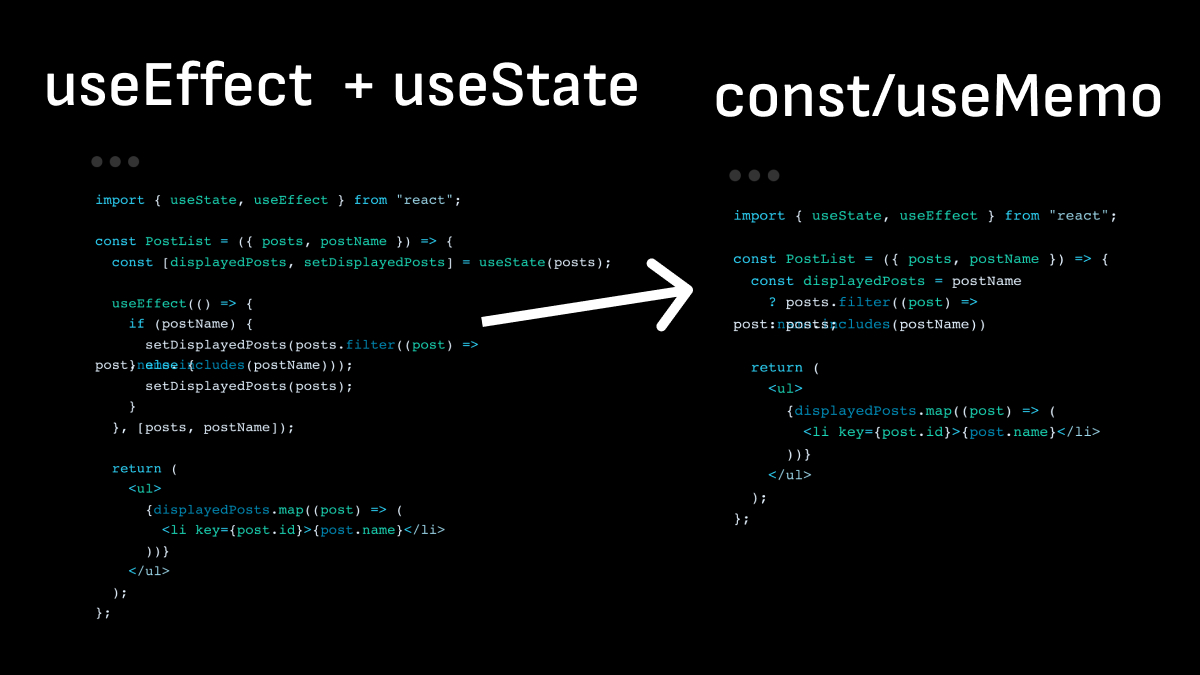 useEffect + useState
import { useState, useEffect } from "react";
const PostList = ({ posts, postName }) => {
const [displayedPosts, setDisplayedPosts] = useState(posts);
useEffect(() => {
if (postName) {
setDisplayedPosts(posts.filter((post) =>
post.name.includes(postName)));
} else {
setDisplayedPosts(posts);
}
}, [posts, postName]);
return (
<ul>
{displayedPosts.map((post) => (
<li key={post.id}>{post.name}</li>
))}
</ul>
);
};
const/useMemo
import { useState, useEffect } from "react";
const PostList = ({ posts, postName }) => {
const displayedPosts = postName
? posts.filter((post) =>
post.name.includes(postName))
: posts;
return (
<ul>
{displayedPosts.map((post) => (
<li key={post.id}>{post.name}</li>
))}
</ul>
);
};